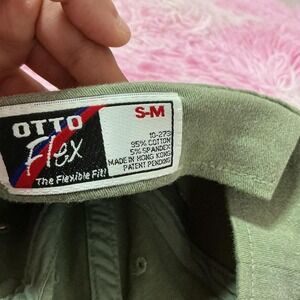 OTTO
Flex
The Flexible Fit!
S-M
10-273
95% COTTON
5% SPANDEX
MADE IN HONG KONG
PATENT PENDING